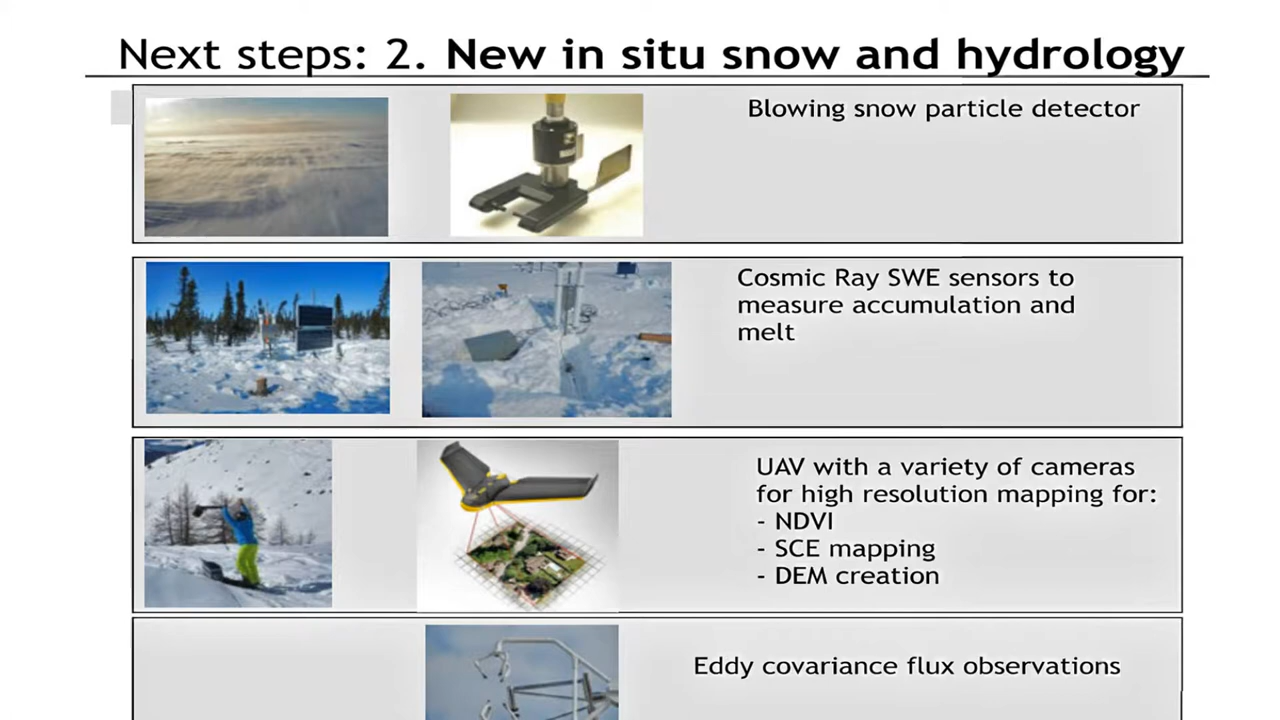 Next steps: 2. New in situ snow and hydrology
Blowing snow particle detector
Cosmic Ray SWE sensors to
measure accumulation and
melt
UAV with a variety of cameras
for high resolution mapping for:
- NDVI
- SCE mapping
- DEM creation
Eddy covariance flux observations